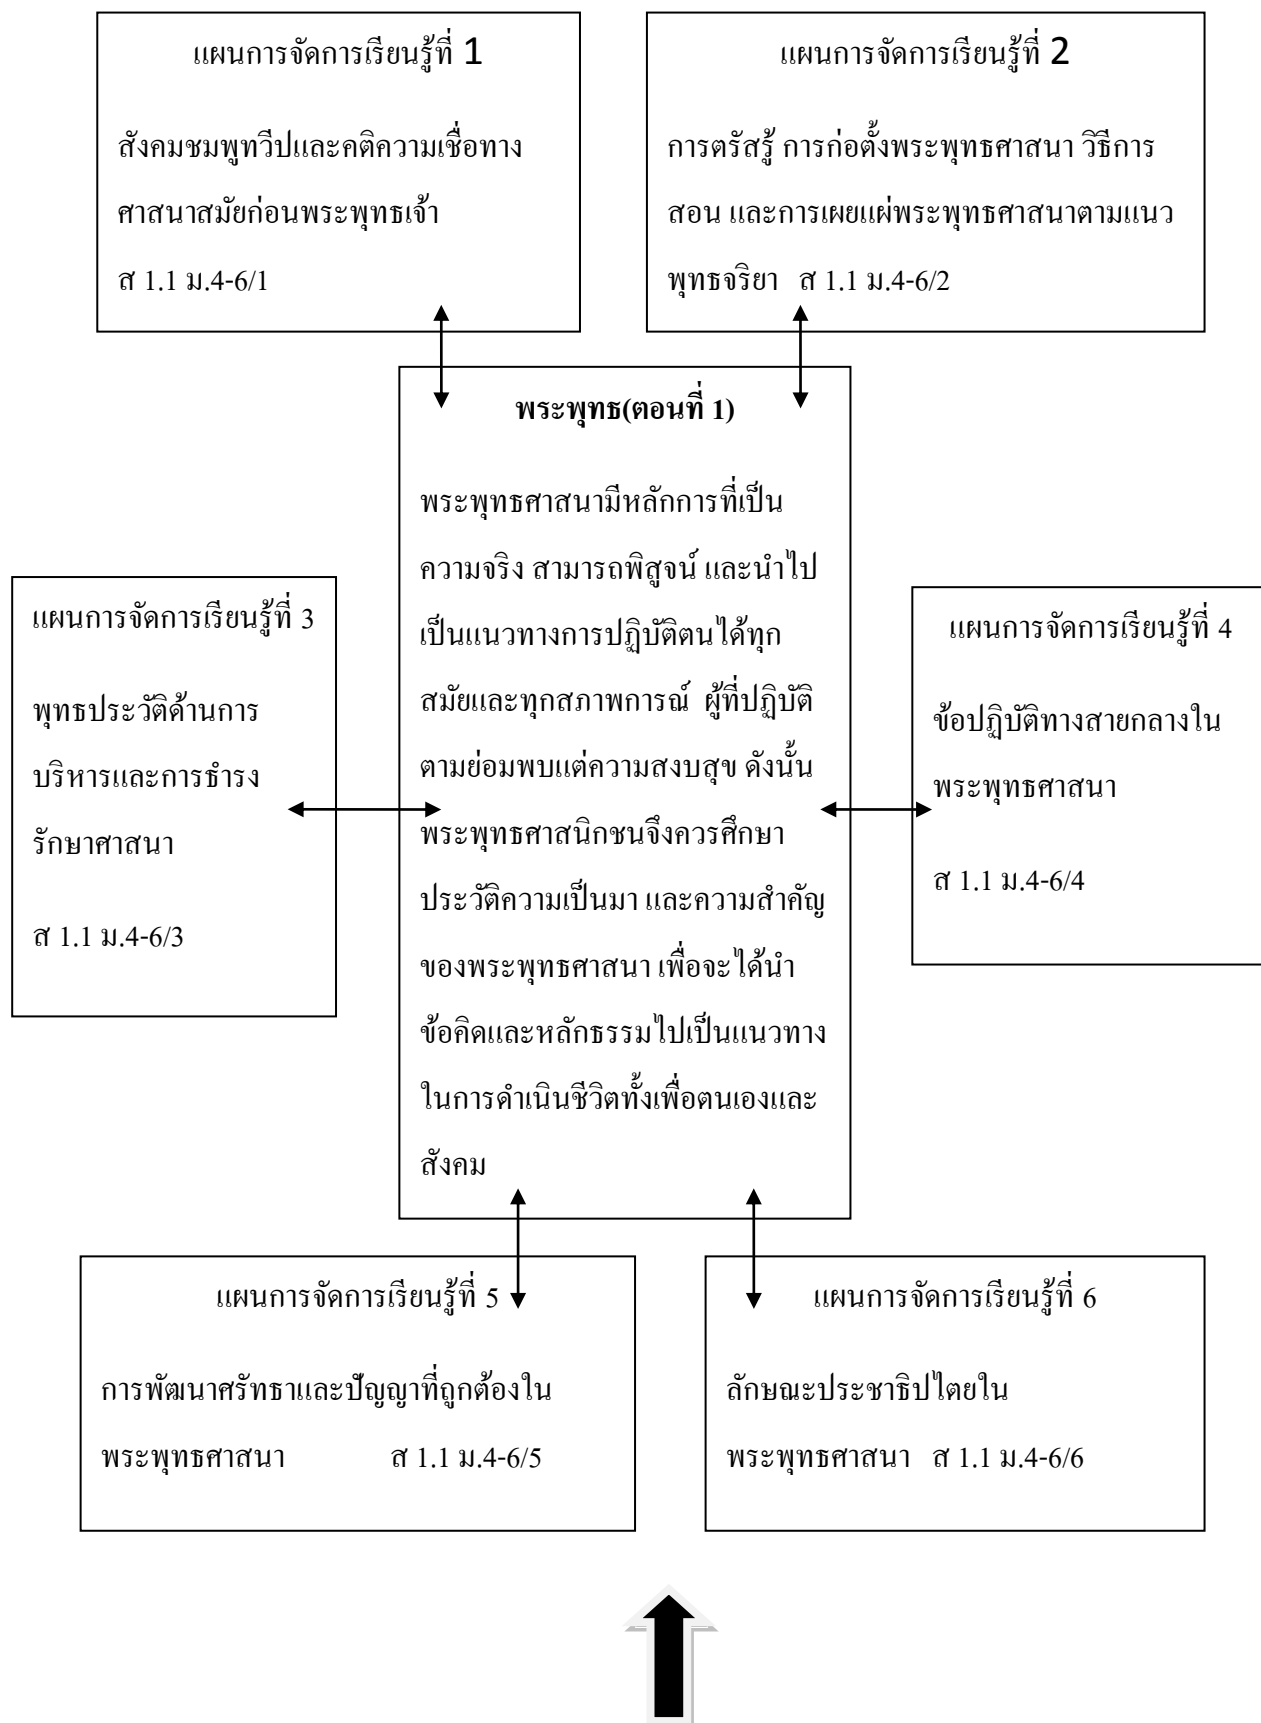 แผนการจัดการเรียนรู้ที่ 1
สังคมชมพูทวีปและคติความเชื่อทาง
ศาสนาสมัยก่อนพระพุทธเจ้า
ส 1.1 ม.4-6/1
แผนการจัดการเรียนรู้ที่ 2
การตรัสรู้ การก่อตั้งพระพุทธศาสนา วิธีการ
สอน และการเผยแผ่พระพุทธศาสนาตามแนว
พุทธจริยา ส 1.1 ม.4-6/2
พระพุทธ(ตอนที่ 1)
พระพุทธศาสนามีหลักการที่เป็น
ความจริง สามารถพิสูจน์ และนำไป
เป็นแนวทางการปฏิบัติตนได้ทุก
สมัยและทุกสภาพการณ์ ผู้ที่ปฏิบัติ
ตามย่อมพบแต่ความสงบสุข ดังนั้น
พระพุทธศาสนิกชนจึงควรศึกษา
ประวัติความเป็นมา และความสำคัญ
ของพระพุทธศาสนา เพื่อจะได้นำ
ข้อคิดและหลักธรรมไปเป็นแนวทาง
ในการดำเนินชีวิตทั้งเพื่อตนเองและ
สังคม
แผนการจัดการเรียนรู้ที่ 3
พุทธประวัติด้านการ
บริหารและการธำรง
รักษาศาสนา
ส 1.1 ม.4-6/3
แผนการจัดการเรียนรู้ที่ 4
ข้อปฏิบัติทางสายกลางใน
พระพุทธศาสนา
ส 1.1 ม.4-6/4
แผนการจัดการเรียนรู้ที่ 5
การพัฒนาศรัทธาและปัญญาที่ถูกต้องใน
พระพุทธศาสนา ส 1.1 ม.4-6/5
แผนการจัดการเรียนรู้ที่ 6
ลักษณะประชาธิปไตยใน
พระพุทธศาสนา ส 1.1 ม.4-6/6